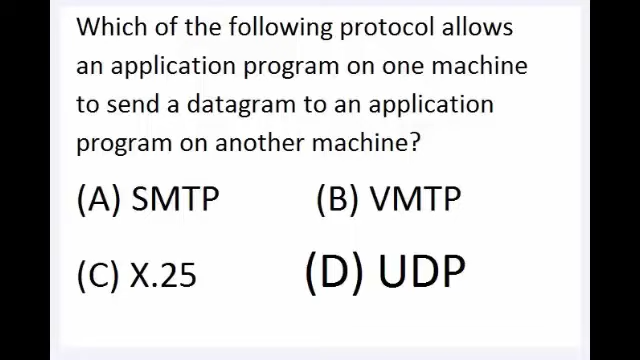 Which of the following protocol allows
an application program on one machine
to send a datagram to an application
program on another machine?
(A) SMTP (B) VMTP
(C) X.25 (D) UDP